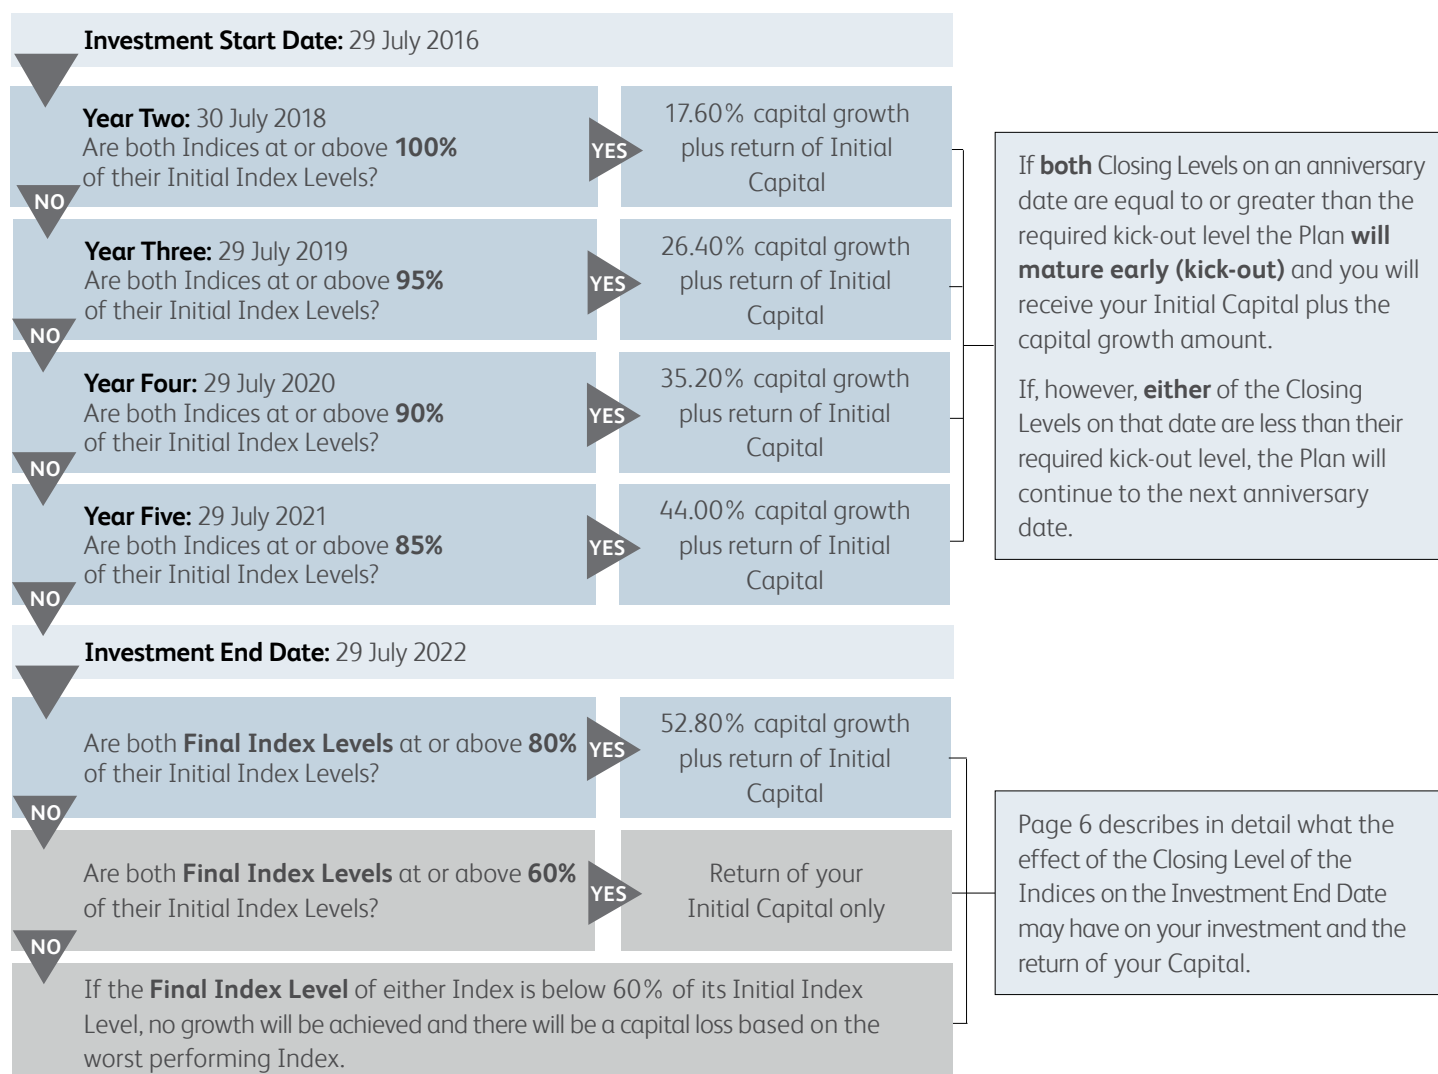 Investment Start Date: 29 July 2016
Year Two: 30 July 2018
Are both Indices at or above 100%
of their Initial Index Levels?
YES
17.60% capital growth
plus return of Initial
Capital
NO
Year Three: 29 July 2019
Are both Indices at or above 95%
of their Initial Index Levels?
YES
26.40% capital growth
plus return of Initial
Capital
NO
Year Four: 29 July 2020
Are both Indices at or above 90%
of their Initial Index Levels?
YES
35.20% capital growth
plus return of Initial
Capital
NO
Year Five: 29 July 2021
Are both Indices at or above 85%
of their Initial Index Levels?
YES
44.00% capital growth
plus return of Initial
Capital
NO
If both Closing Levels on an anniversary
date are equal to or greater than the
required kick-out level the Plan will
mature early (kick-out) and you will
receive your Initial Capital plus the
capital growth amount.
If, however, either of the Closing
Levels on that date are less than their
required kick-out level, the Plan will
continue to the next anniversary
date.
Investment End Date: 29 July 2022
Are both Final Index Levels at or above 80%
of their Initial Index Levels?
YES
52.80% capital growth
plus return of Initial
Capital
NO
Are both Final Index Levels at or above 60%
of their Initial Index Levels?
YES
Return of your
Initial Capital only
NO
If the Final Index Level of either Index is below 60% of its Initial Index
Level, no growth will be achieved and there will be a capital loss based on the
worst performing Index.
Page 6 describes in detail what the
effect of the Closing Level of the
Indices on the Investment End Date
may have on your investment and the
return of your Capital.